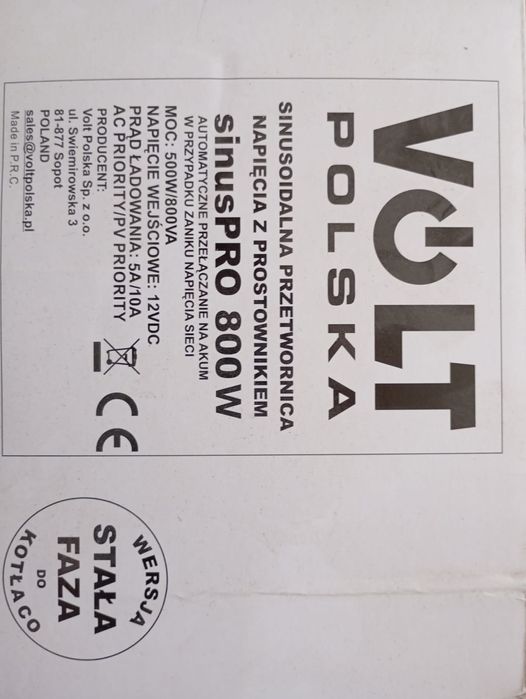 VOLT
POLSKA
SINUSOIDALNA PRZETWORNICA
NAPIĘCIA Z PROSTOWNIKIEM
sinusPRO 800W
AUTOMATYCZNE PRZEŁĄCZANIE NA AKUM
W PRZYPADKU ZANIKU NAPIĘCIA SIECI
MOC: 500W/800VA
NAPIĘCIE WEJŚCIOWE: 12VDC
PRĄD ŁADOWANIA: 5A/10A
AC PRIORITY/PV PRIORITY
PRODUCENT:
Volt Polska Sp. z o.o.
ul. Świemirowska 3
81-877 Sopot
POLAND
sales@voltpolska.pl
Made in P.R.C.
CE
WERSJA
STAŁA
FAZA
DO
KOTŁA CO